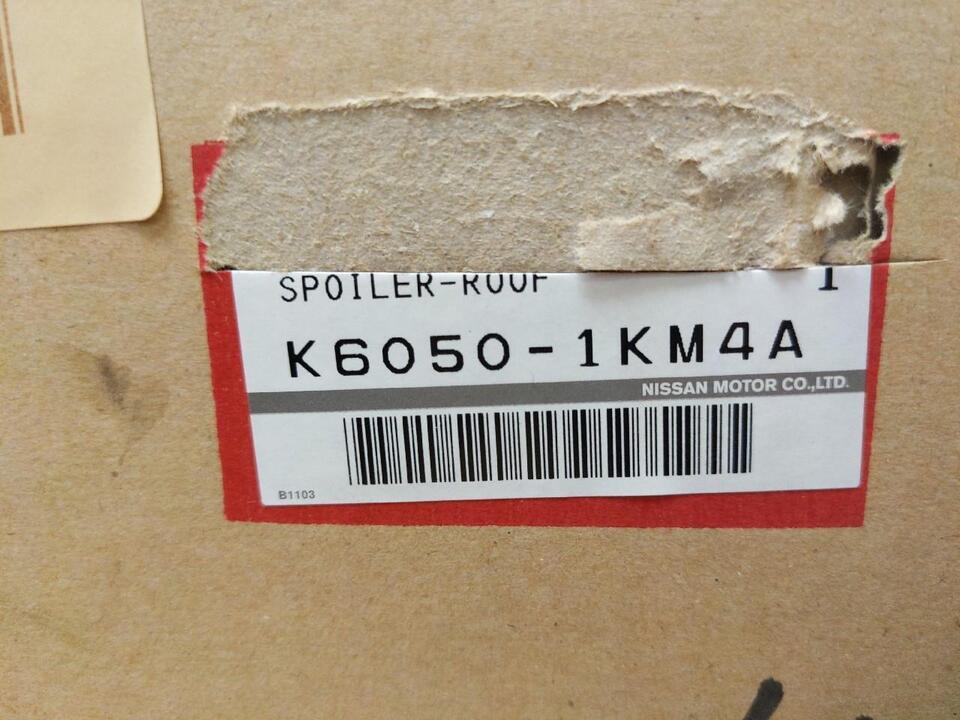 SPOILER-ROOF 1
K6050-1KM4A
NISSAN MOTOR CO.,LTD.
B1103